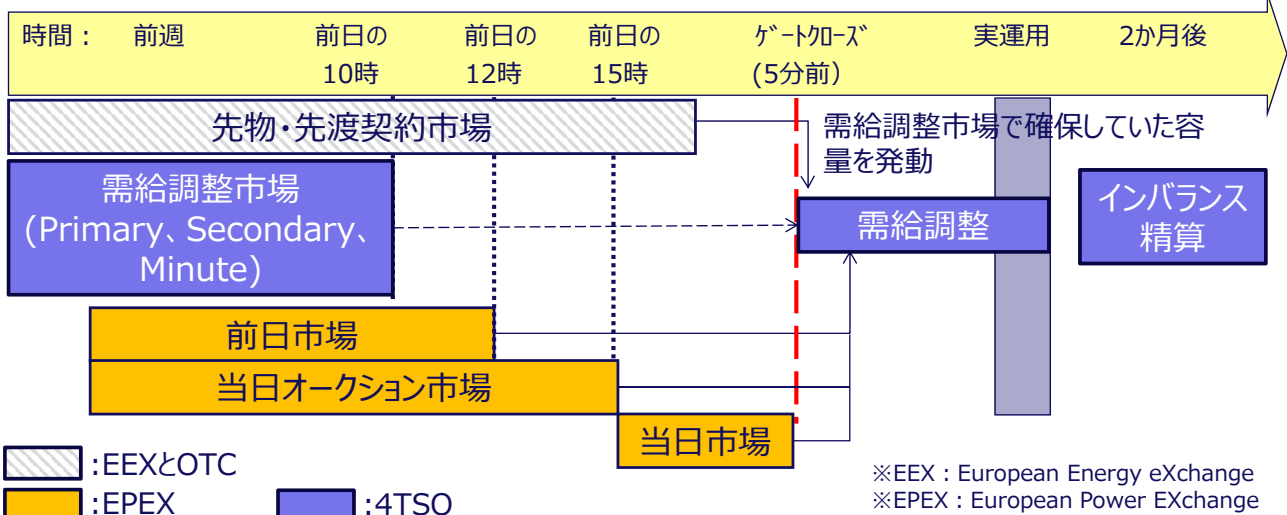 時間： 前週 前日の 前日の 前日の ｹﾞｰﾄｸﾛｰｽﾞ 実運用 2か月後
10時 12時 15時 (5分前）
先物・先渡契約市場
需給調整市場で確保していた容
量を発動
需給調整市場
(Primary、Secondary、
Minute)
需給調整
インバランス
精算
前日市場
当日オークション市場
当日市場
:EEXとOTC
:EPEX
:4TSO
※EEX：European Energy eXchange
※EPEX：European Power EXchange